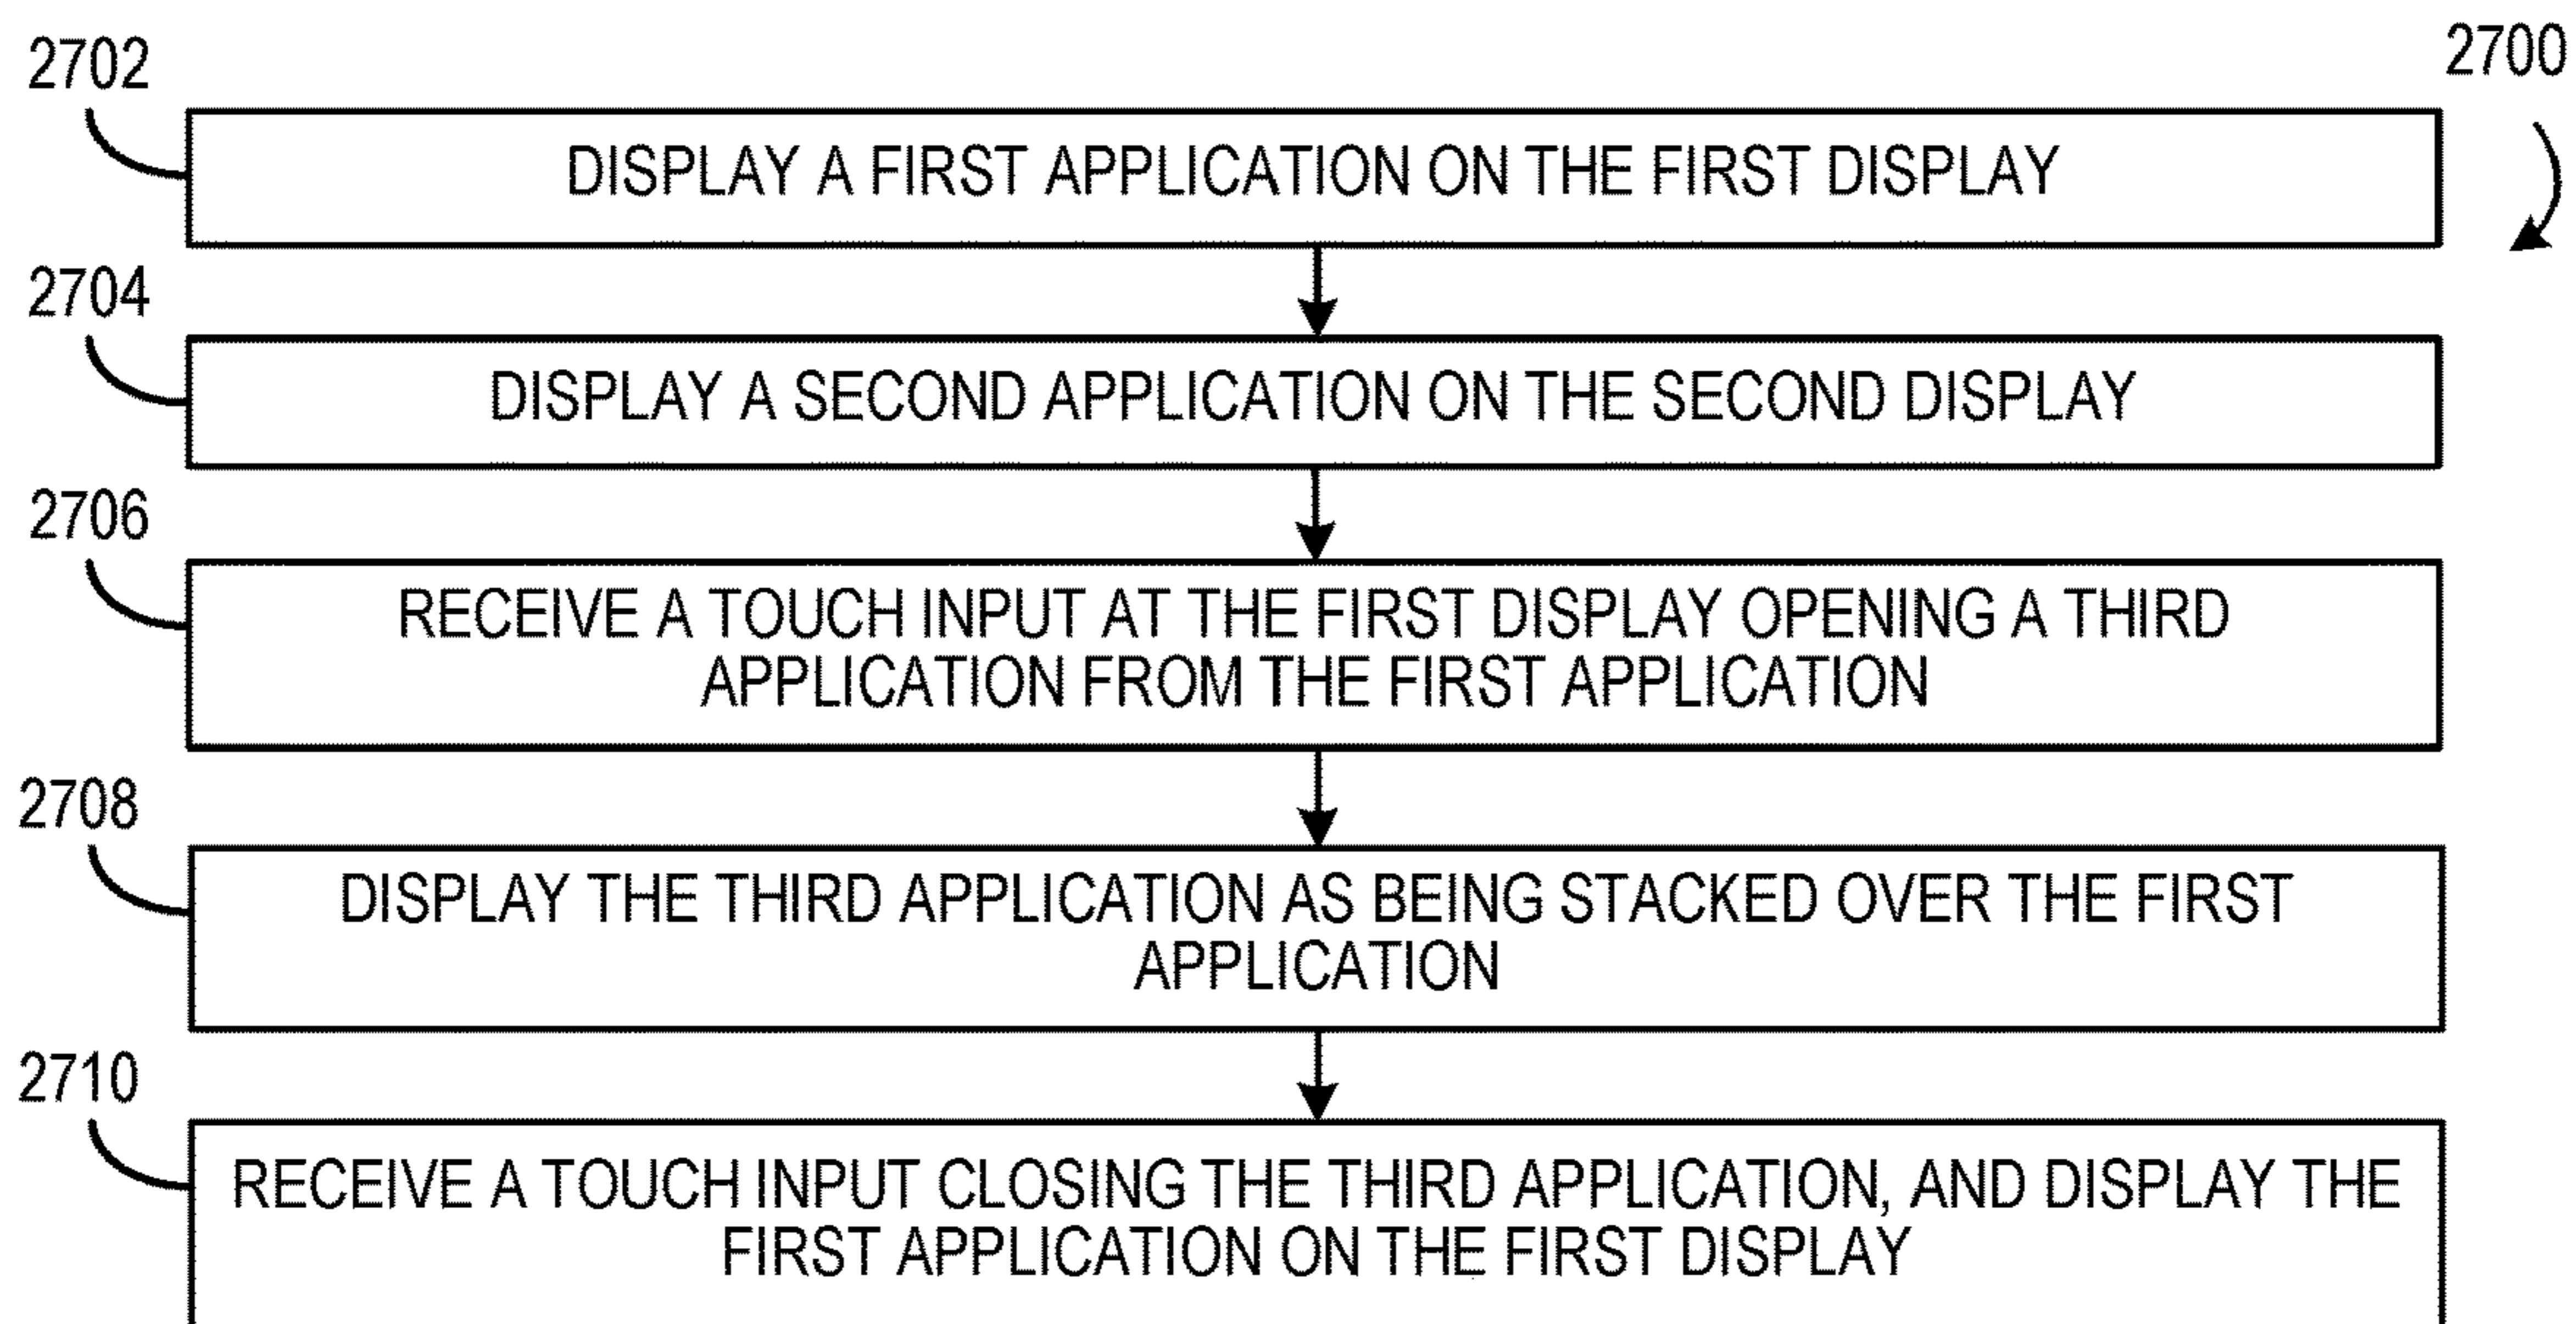 2702
2700
DISPLAY A FIRST APPLICATION ON THE FIRST DISPLAY
2704
DISPLAY A SECOND APPLICATION ON THE SECOND DISPLAY
2706
RECEIVE A TOUCH INPUT AT THE FIRST DISPLAY OPENING A THIRD
APPLICATION FROM THE FIRST APPLICATION
2708
DISPLAY THE THIRD APPLICATION AS BEING STACKED OVER THE FIRST
APPLICATION
2710
RECEIVE A TOUCH INPUT CLOSING THE THIRD APPLICATION, AND DISPLAY THE
FIRST APPLICATION ON THE FIRST DISPLAY